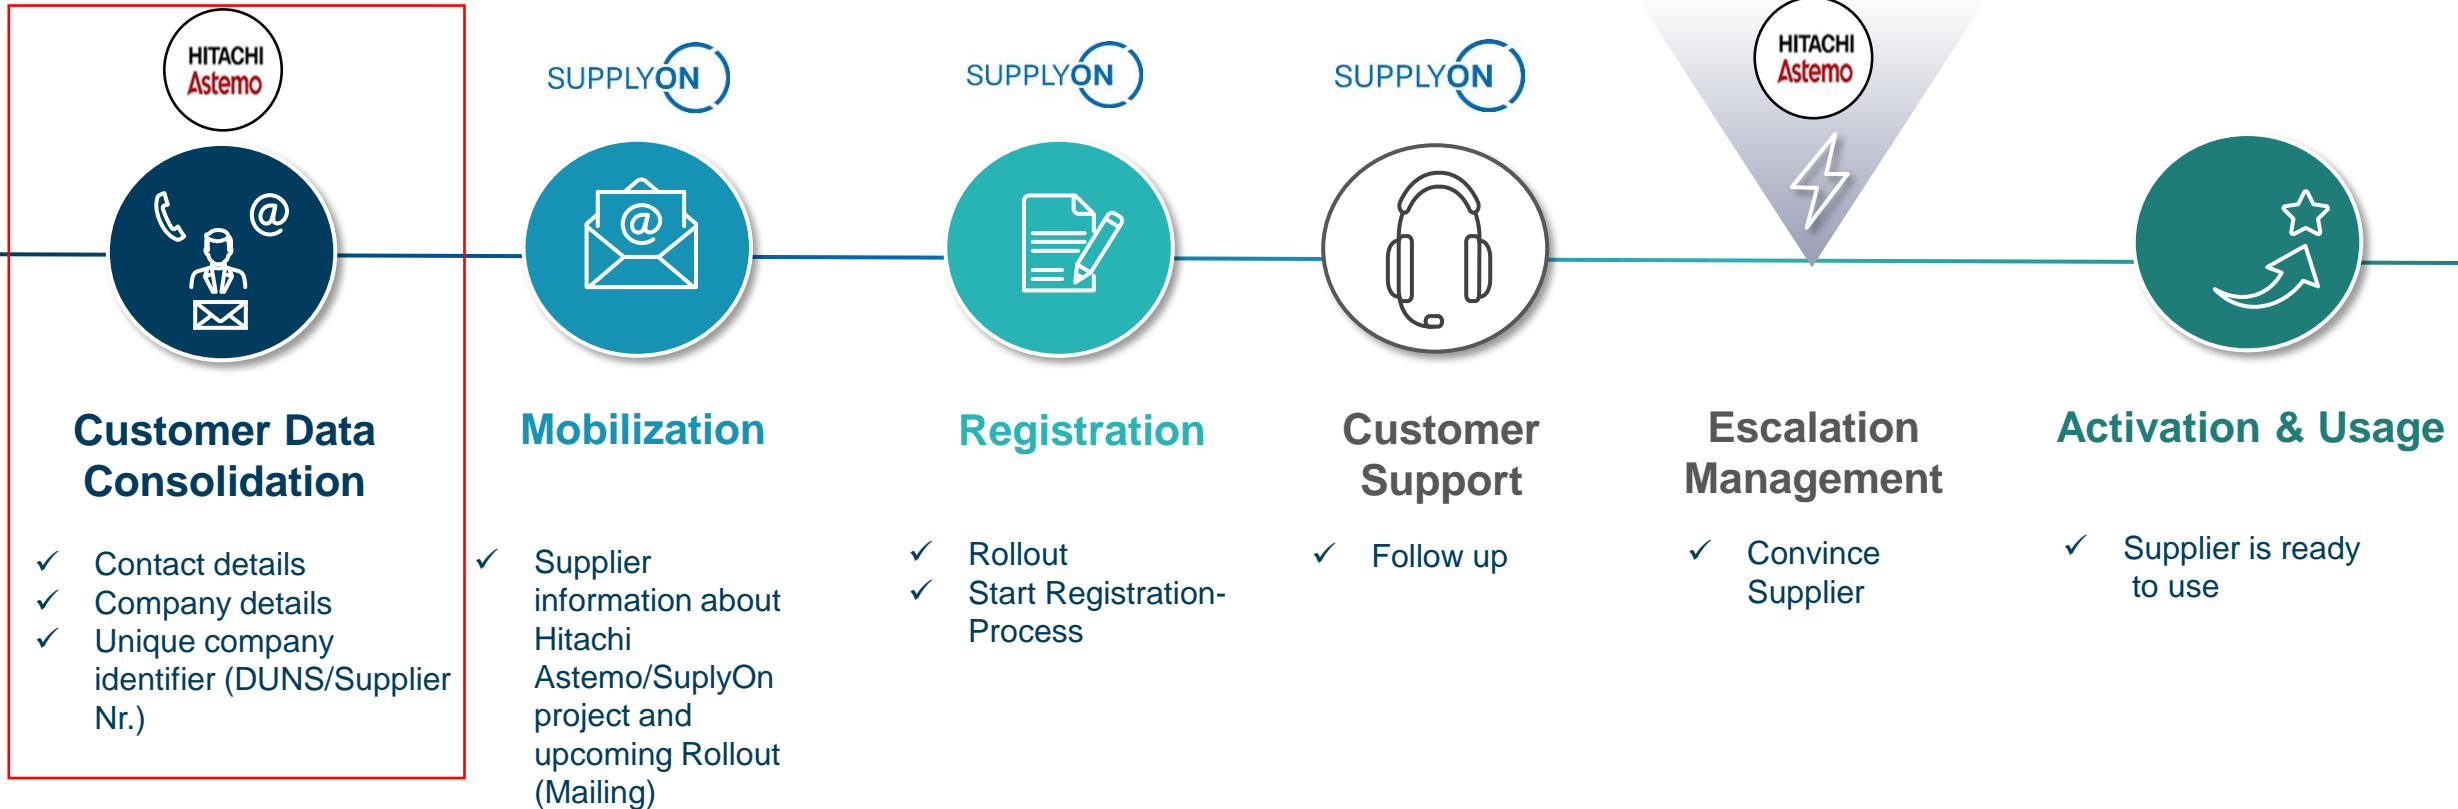 HITACHI
Astemo
SUPPLYON
SUPPLYON
SUPPLYON
HITACHI
Astemo
@
@
Customer Data
Consolidation
✓ Contact details
✓ Company details
✓ Unique company
identifier (DUNS/Supplier
Nr.)
Mobilization
✓ Supplier
information about
Hitachi
Astemo/SuplyOn
project and
upcoming Rollout
(Mailing)
Registration
✓ Rollout
✓ Start Registration-
Process
Customer
Support
✓ Follow up
Escalation
Management
✓ Convince
Supplier
Activation & Usage
✓ Supplier is ready
to use